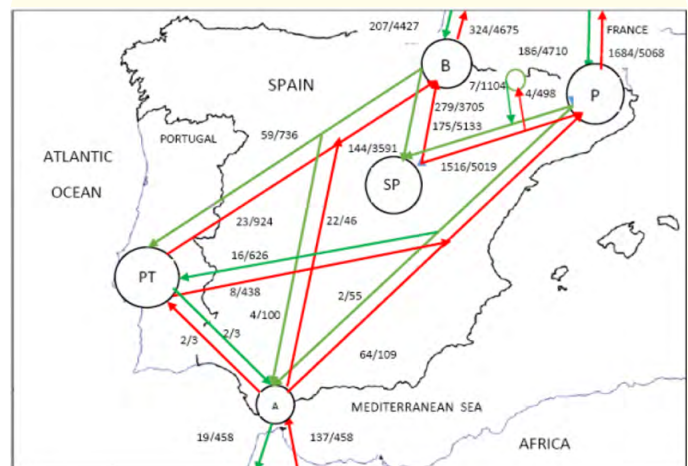 207/4427
324/4675
186/4710
FRANCE
1684/5068
B
7/1104
4/498
P
SPAIN
279/3705
175/5133
59/736
PORTUGAL
144/3591
ATLANTIC
OCEAN
SP
1516/5019
23/924
22/46
16/626
PT
8/438
2/55
4/100
2/3
2/3
64/109
A
MEDITERRANEAN SEA
19/458
137/458
AFRICA